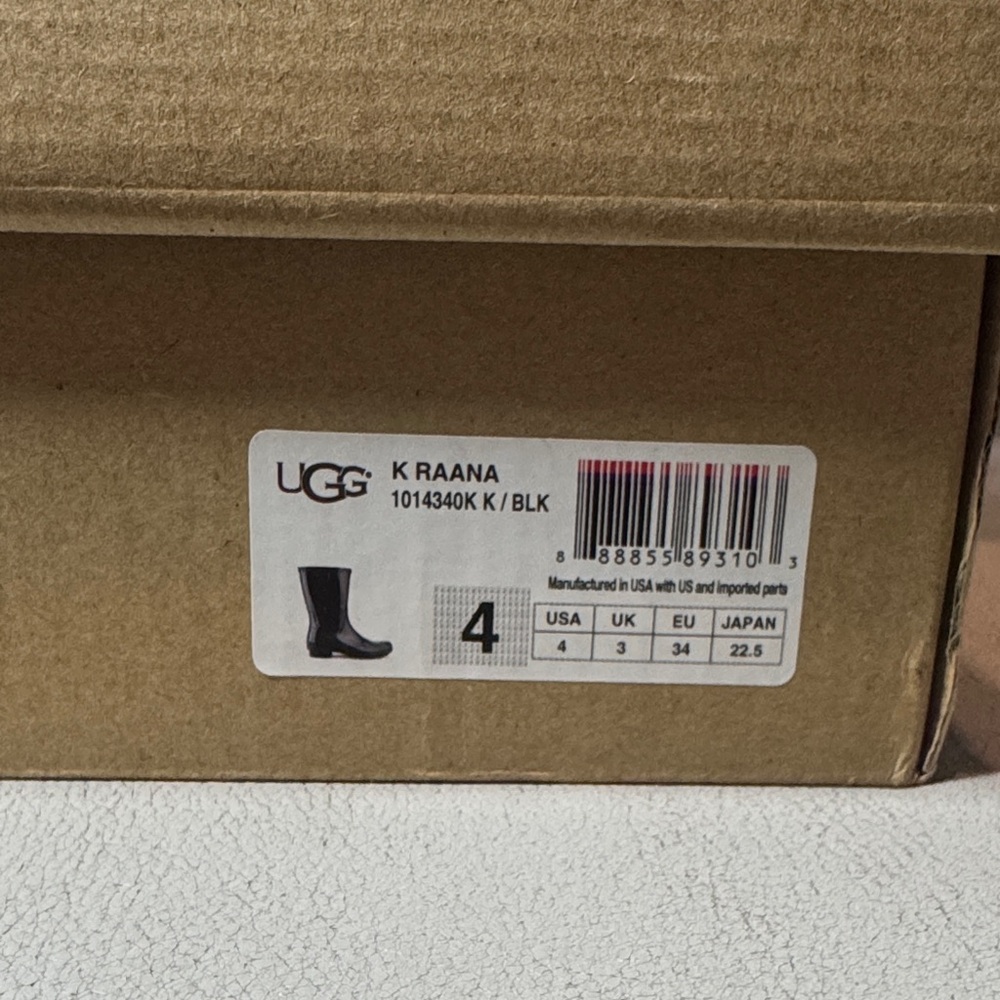 UGG
K RAANA
1014340K K / BLK
8 88855 89310 3
Manufactured in USA with US and imported parts
4
USA UK EU JAPAN
4 3 34 22.5